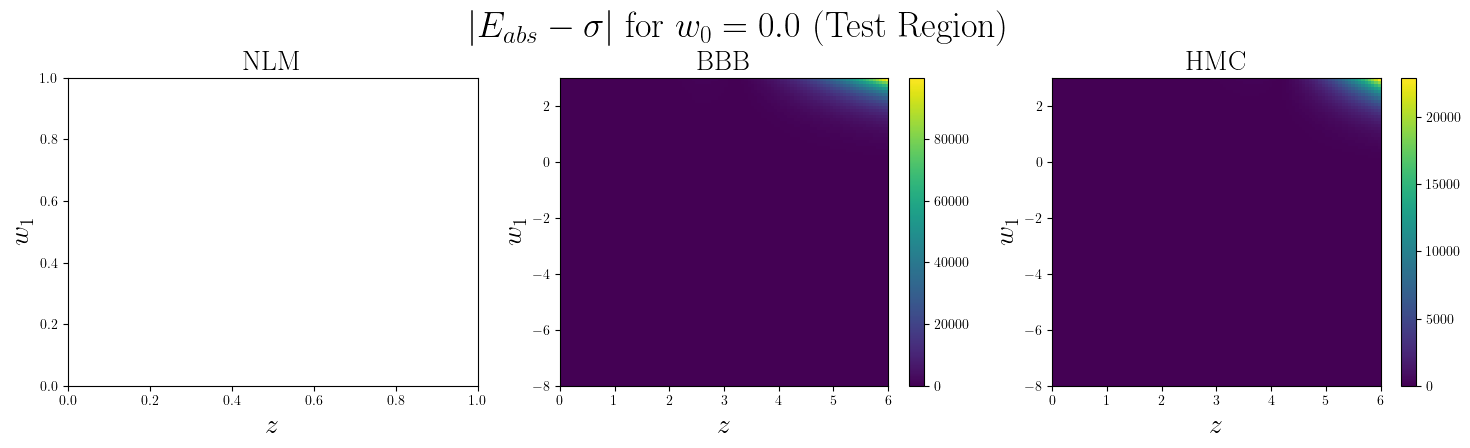 |E_abs − σ| for w_0 = 0.0 (Test Region)
NLM
1.0
0.8
0.6
0.4
0.2
0.0
w_1
0.0 0.2 0.4 0.6 0.8 1.0
z
BBB
2
0
−2
−4
−6
−8
w_1
0 1 2 3 4 5 6
z
80000
60000
40000
20000
0
HMC
2
0
−2
−4
−6
−8
w_1
0 1 2 3 4 5 6
z
20000
15000
10000
5000
0